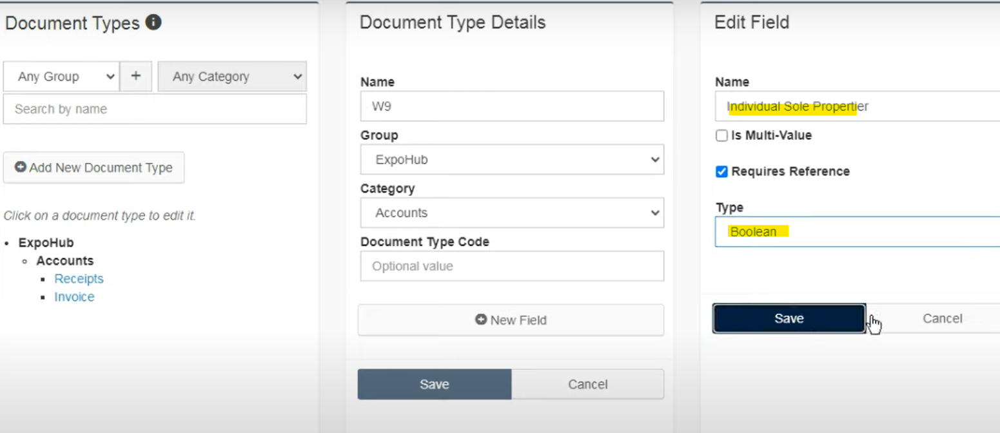 Document Types
Any Group
+
Any Category
Search by name
Add New Document Type
Click on a document type to edit it.
ExpoHub
Accounts
Receipts
Invoice
Document Type Details
Name
W9
Group
ExpoHub
Category
Accounts
Document Type Code
Optional value
New Field
Save
Cancel
Edit Field
Name
Individual Sole Propertier
Is Multi-Value
Requires Reference
Type
Boolean
Save
Cancel